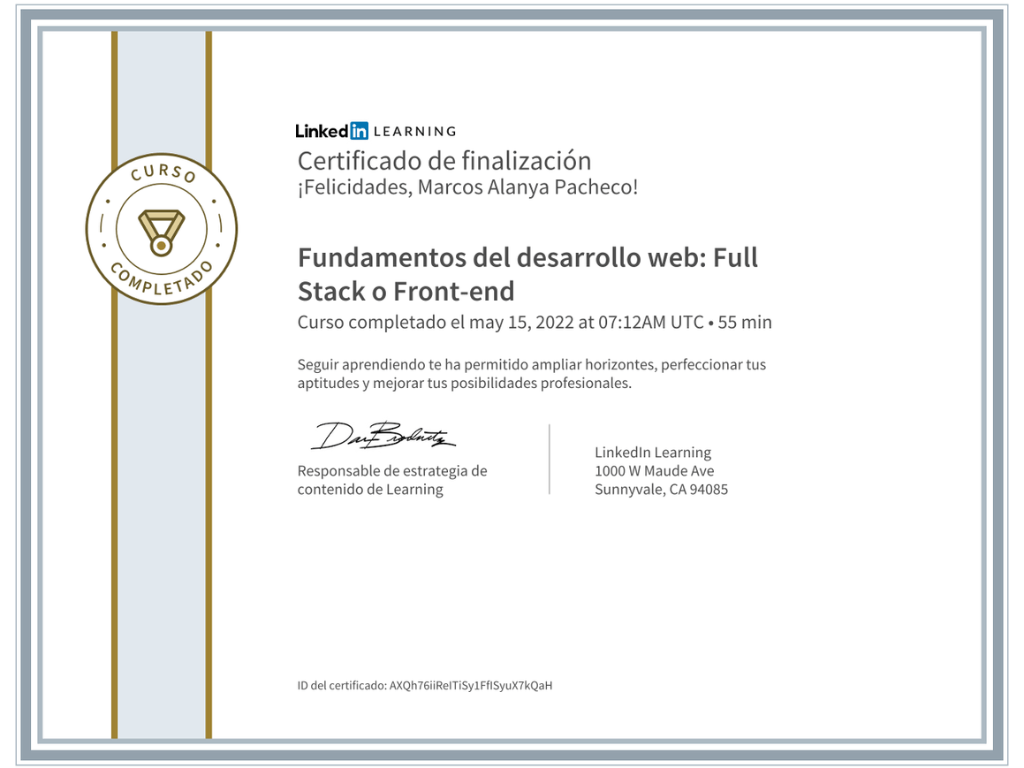 CURSO
COMPLETADO
Linked in LEARNING
Certificado de finalización
¡Felicidades, Marcos Alanya Pacheco!
Fundamentos del desarrollo web: Full
Stack o Front-end
Curso completado el may 15, 2022 at 07:12AM UTC • 55 min
Seguir aprendiendo te ha permitido ampliar horizontes, perfeccionar tus
aptitudes y mejorar tus posibilidades profesionales.
Responsable de estrategia de
contenido de Learning
LinkedIn Learning
1000 W Maude Ave
Sunnyvale, CA 94085
ID del certificado: AXQh76iiReITiSy1FfISyuX7kQaH